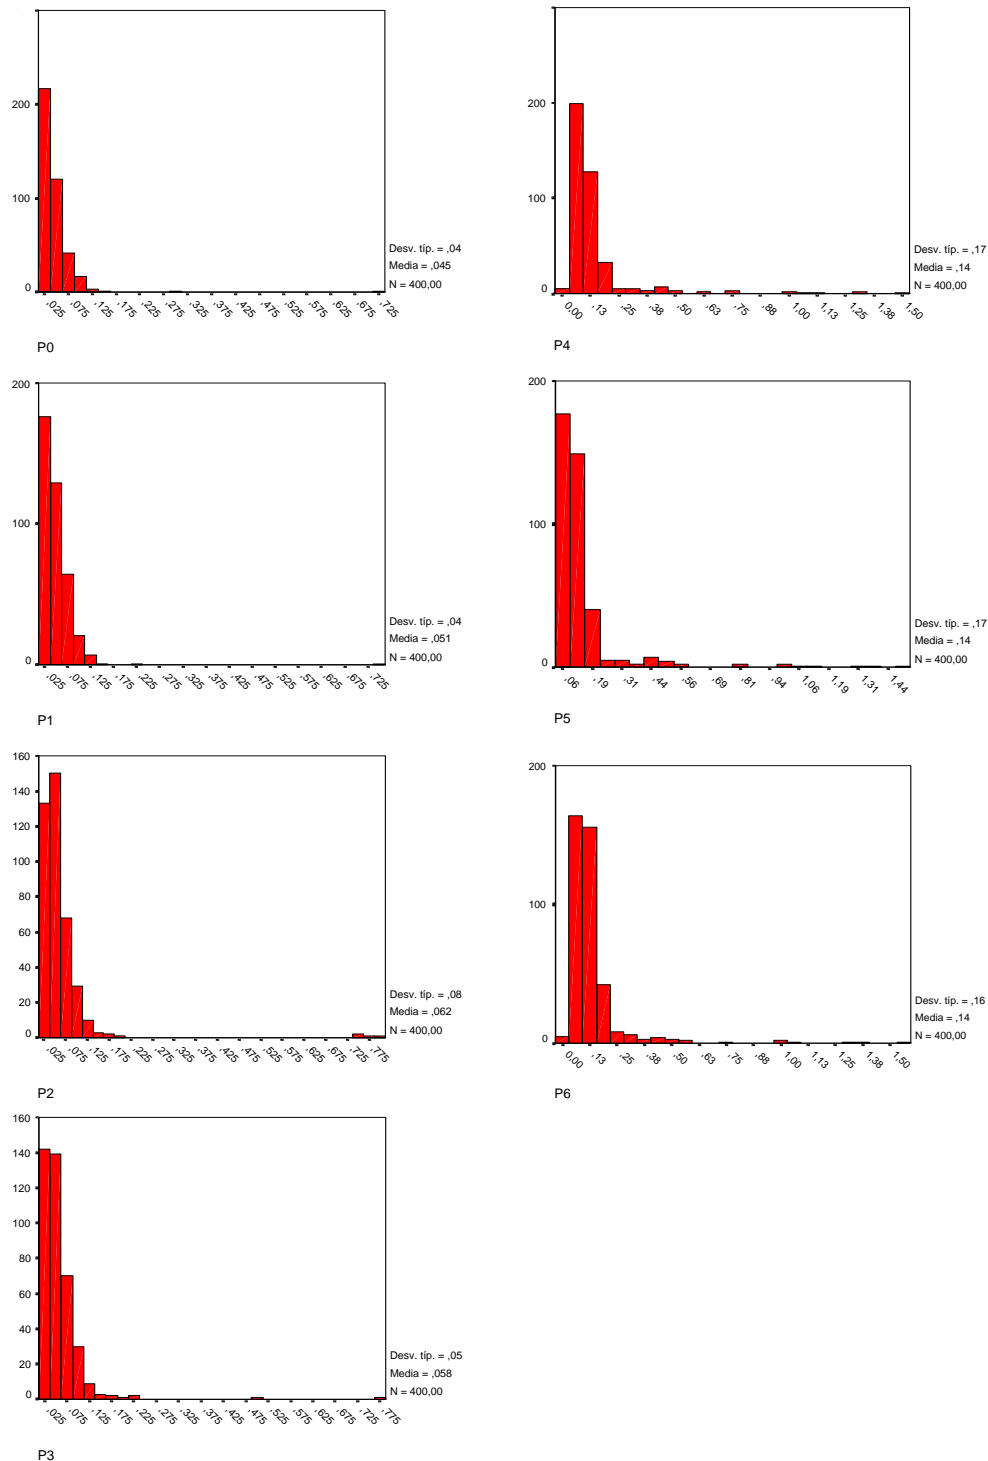 200
100
0
,025 ,075 ,125 ,175 ,225 ,275 ,325 ,375 ,425 ,475 ,525 ,575 ,625 ,675 ,725
Desv. típ. = ,04
Media = ,045
N = 400,00
P0
200
100
0
0,00 ,13 ,25 ,38 ,50 ,63 ,75 ,88 1,00 1,13 1,25 1,38 1,50
Desv. típ. = ,17
Media = ,14
N = 400,00
P4
200
100
0
,025 ,075 ,125 ,175 ,225 ,275 ,325 ,375 ,425 ,475 ,525 ,575 ,625 ,675 ,725
Desv. típ. = ,04
Media = ,051
N = 400,00
P1
200
100
0
,06 ,19 ,31 ,44 ,56 ,69 ,81 ,94 1,06 1,19 1,31 1,44
Desv. típ. = ,17
Media = ,14
N = 400,00
P5
160
140
120
100
80
60
40
20
0
,025 ,075 ,125 ,175 ,225 ,275 ,325 ,375 ,425 ,475 ,525 ,575 ,625 ,675 ,725 ,775
Desv. típ. = ,08
Media = ,062
N = 400,00
P2
200
100
0
0,00 ,13 ,25 ,38 ,50 ,63 ,75 ,88 1,00 1,13 1,25 1,38 1,50
Desv. típ. = ,16
Media = ,14
N = 400,00
P6
160
140
120
100
80
60
40
20
0
,025 ,075 ,125 ,175 ,225 ,275 ,325 ,375 ,425 ,475 ,525 ,575 ,625 ,675 ,725 ,775
Desv. típ. = ,05
Media = ,058
N = 400,00
P3